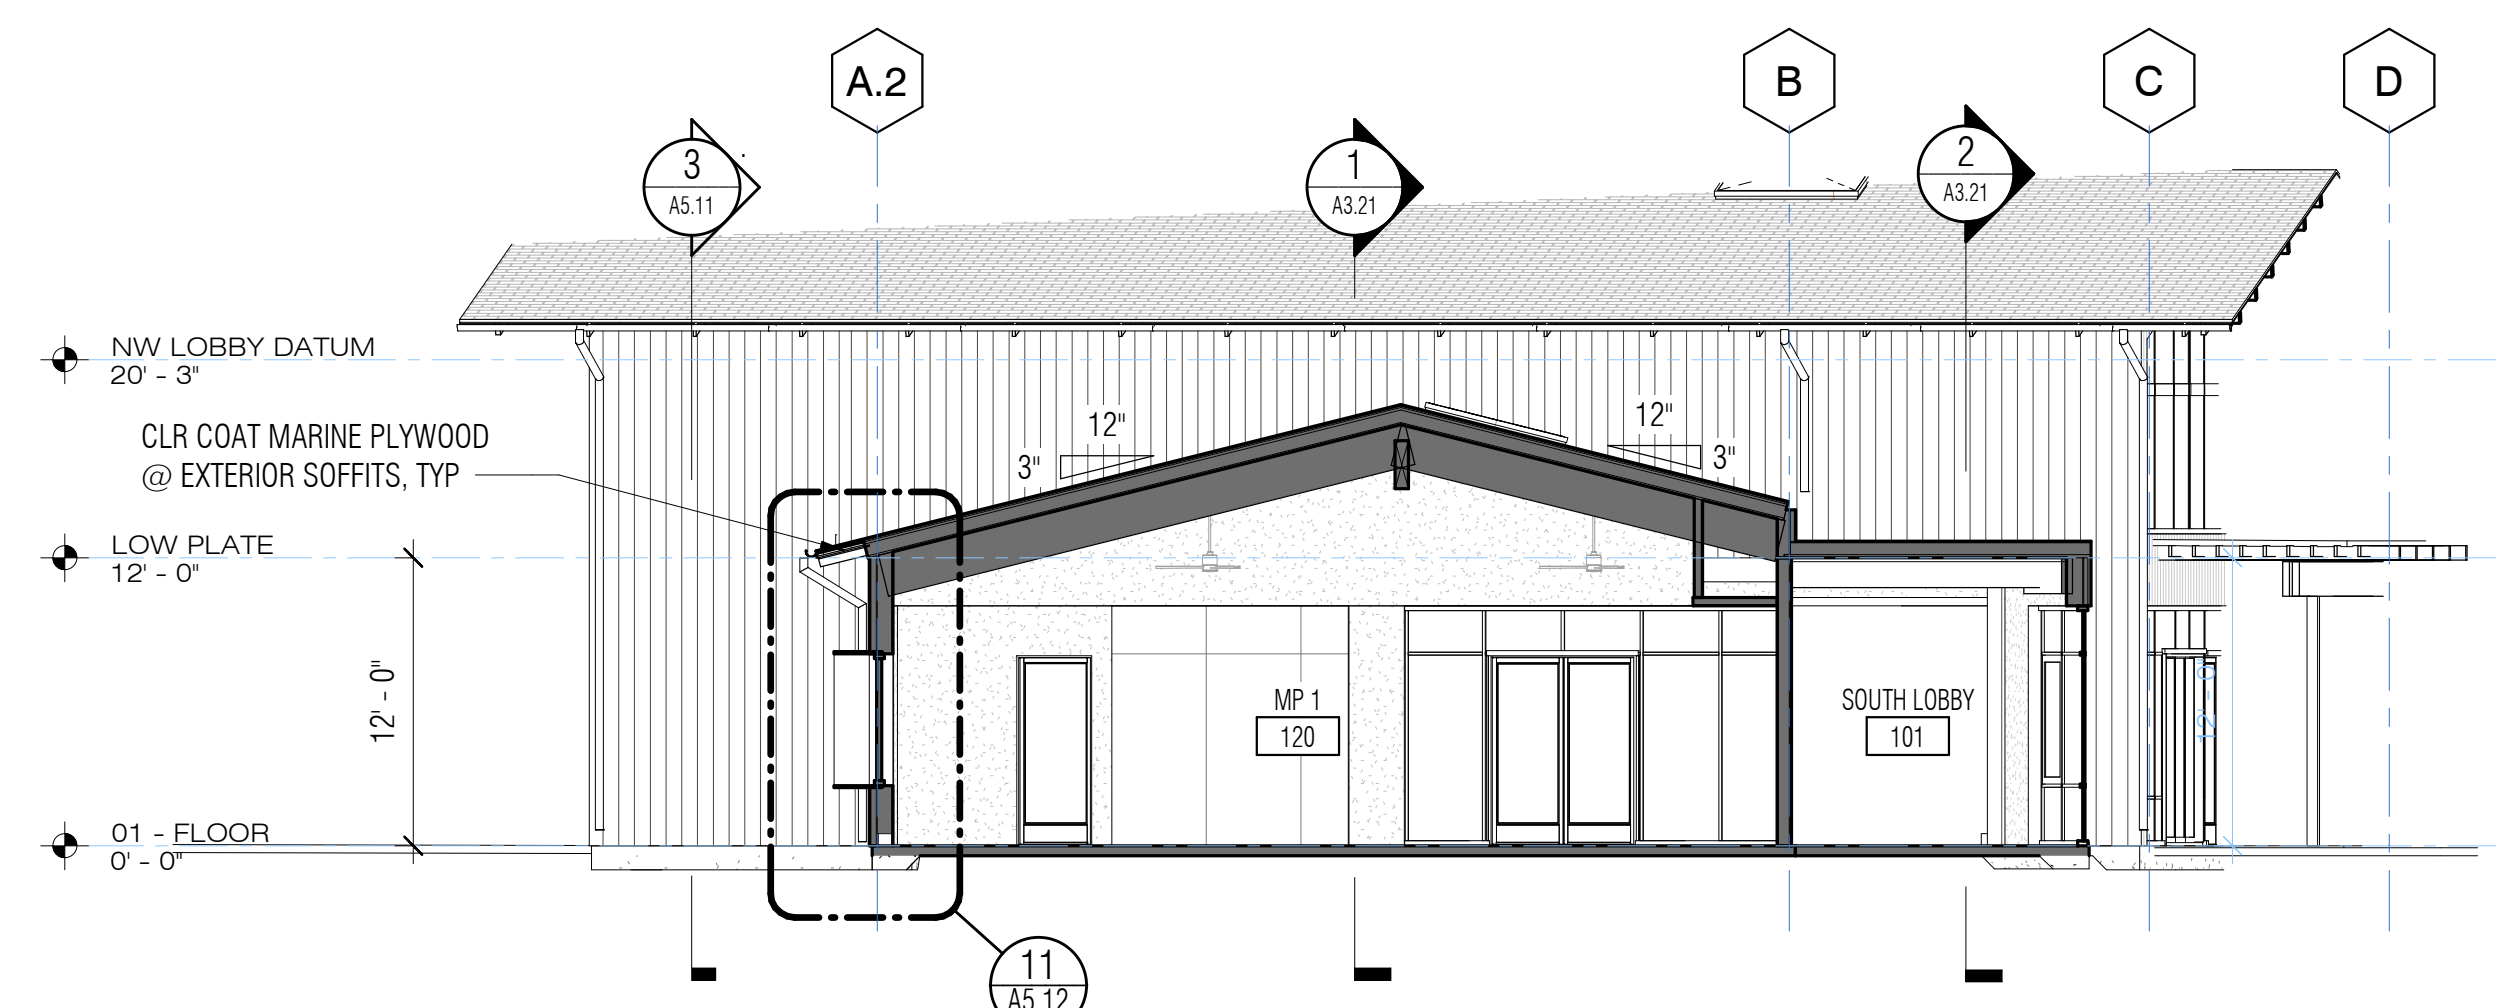 A.2
B
C
D
3
A5.11
1
A3.21
2
A3.21
NW LOBBY DATUM
20' - 3"
CLR COAT MARINE PLYWOOD
@ EXTERIOR SOFFITS, TYP
12"
3"
12"
3"
LOW PLATE
12' - 0"
12' - 0"
MP 1
120
SOUTH LOBBY
101
12' - 0"
01 - FLOOR
0' - 0"
11
A5.12